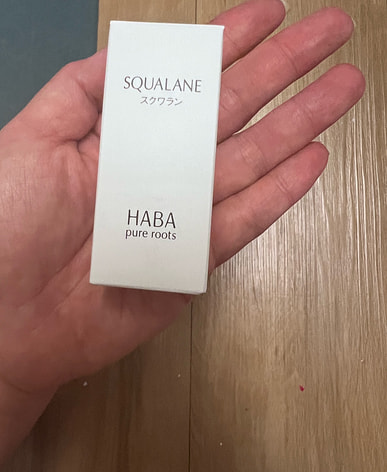 SQUALANE
スクワラン
HABA
pure roots